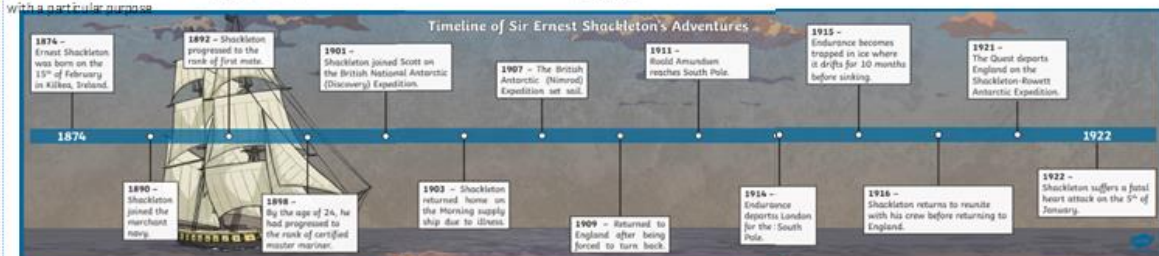 with a particular purpose
Timeline of Sir Ernest Shackleton's Adventures
1874 –
Ernest Shackleton
was born on the
15th of February
in Kilkea, Ireland.
1892 – Shackleton
progressed to the
rank of first mate.
1901 –
Shackleton joined Scott on
the British National Antarctic
(Discovery) Expedition.
1907 – The British
Antarctic (Nimrod)
Expedition set sail.
1911 –
Roald Amundsen
reaches South Pole.
1915 –
Endurance becomes
trapped in ice where
it drifts for 10 months
before sinking.
1921 –
The Quest departs
England on the
Shackleton-Rowett
Antarctic Expedition.
1874
1922
1890 –
Shackleton
joined the
merchant
navy.
1898 –
By the age of 24, he
had progressed to
the rank of certified
master mariner.
1903 – Shackleton
returned home on
the Morning supply
ship due to illness.
1909 – Returned to
England after being
forced to turn back.
1914 –
Endurance
departs London
for the South
Pole.
1916 –
Shackleton returns to reunite
with his crew before returning to
England.
1922 –
Shackleton suffers a fatal
heart attack on the 5th of
January.